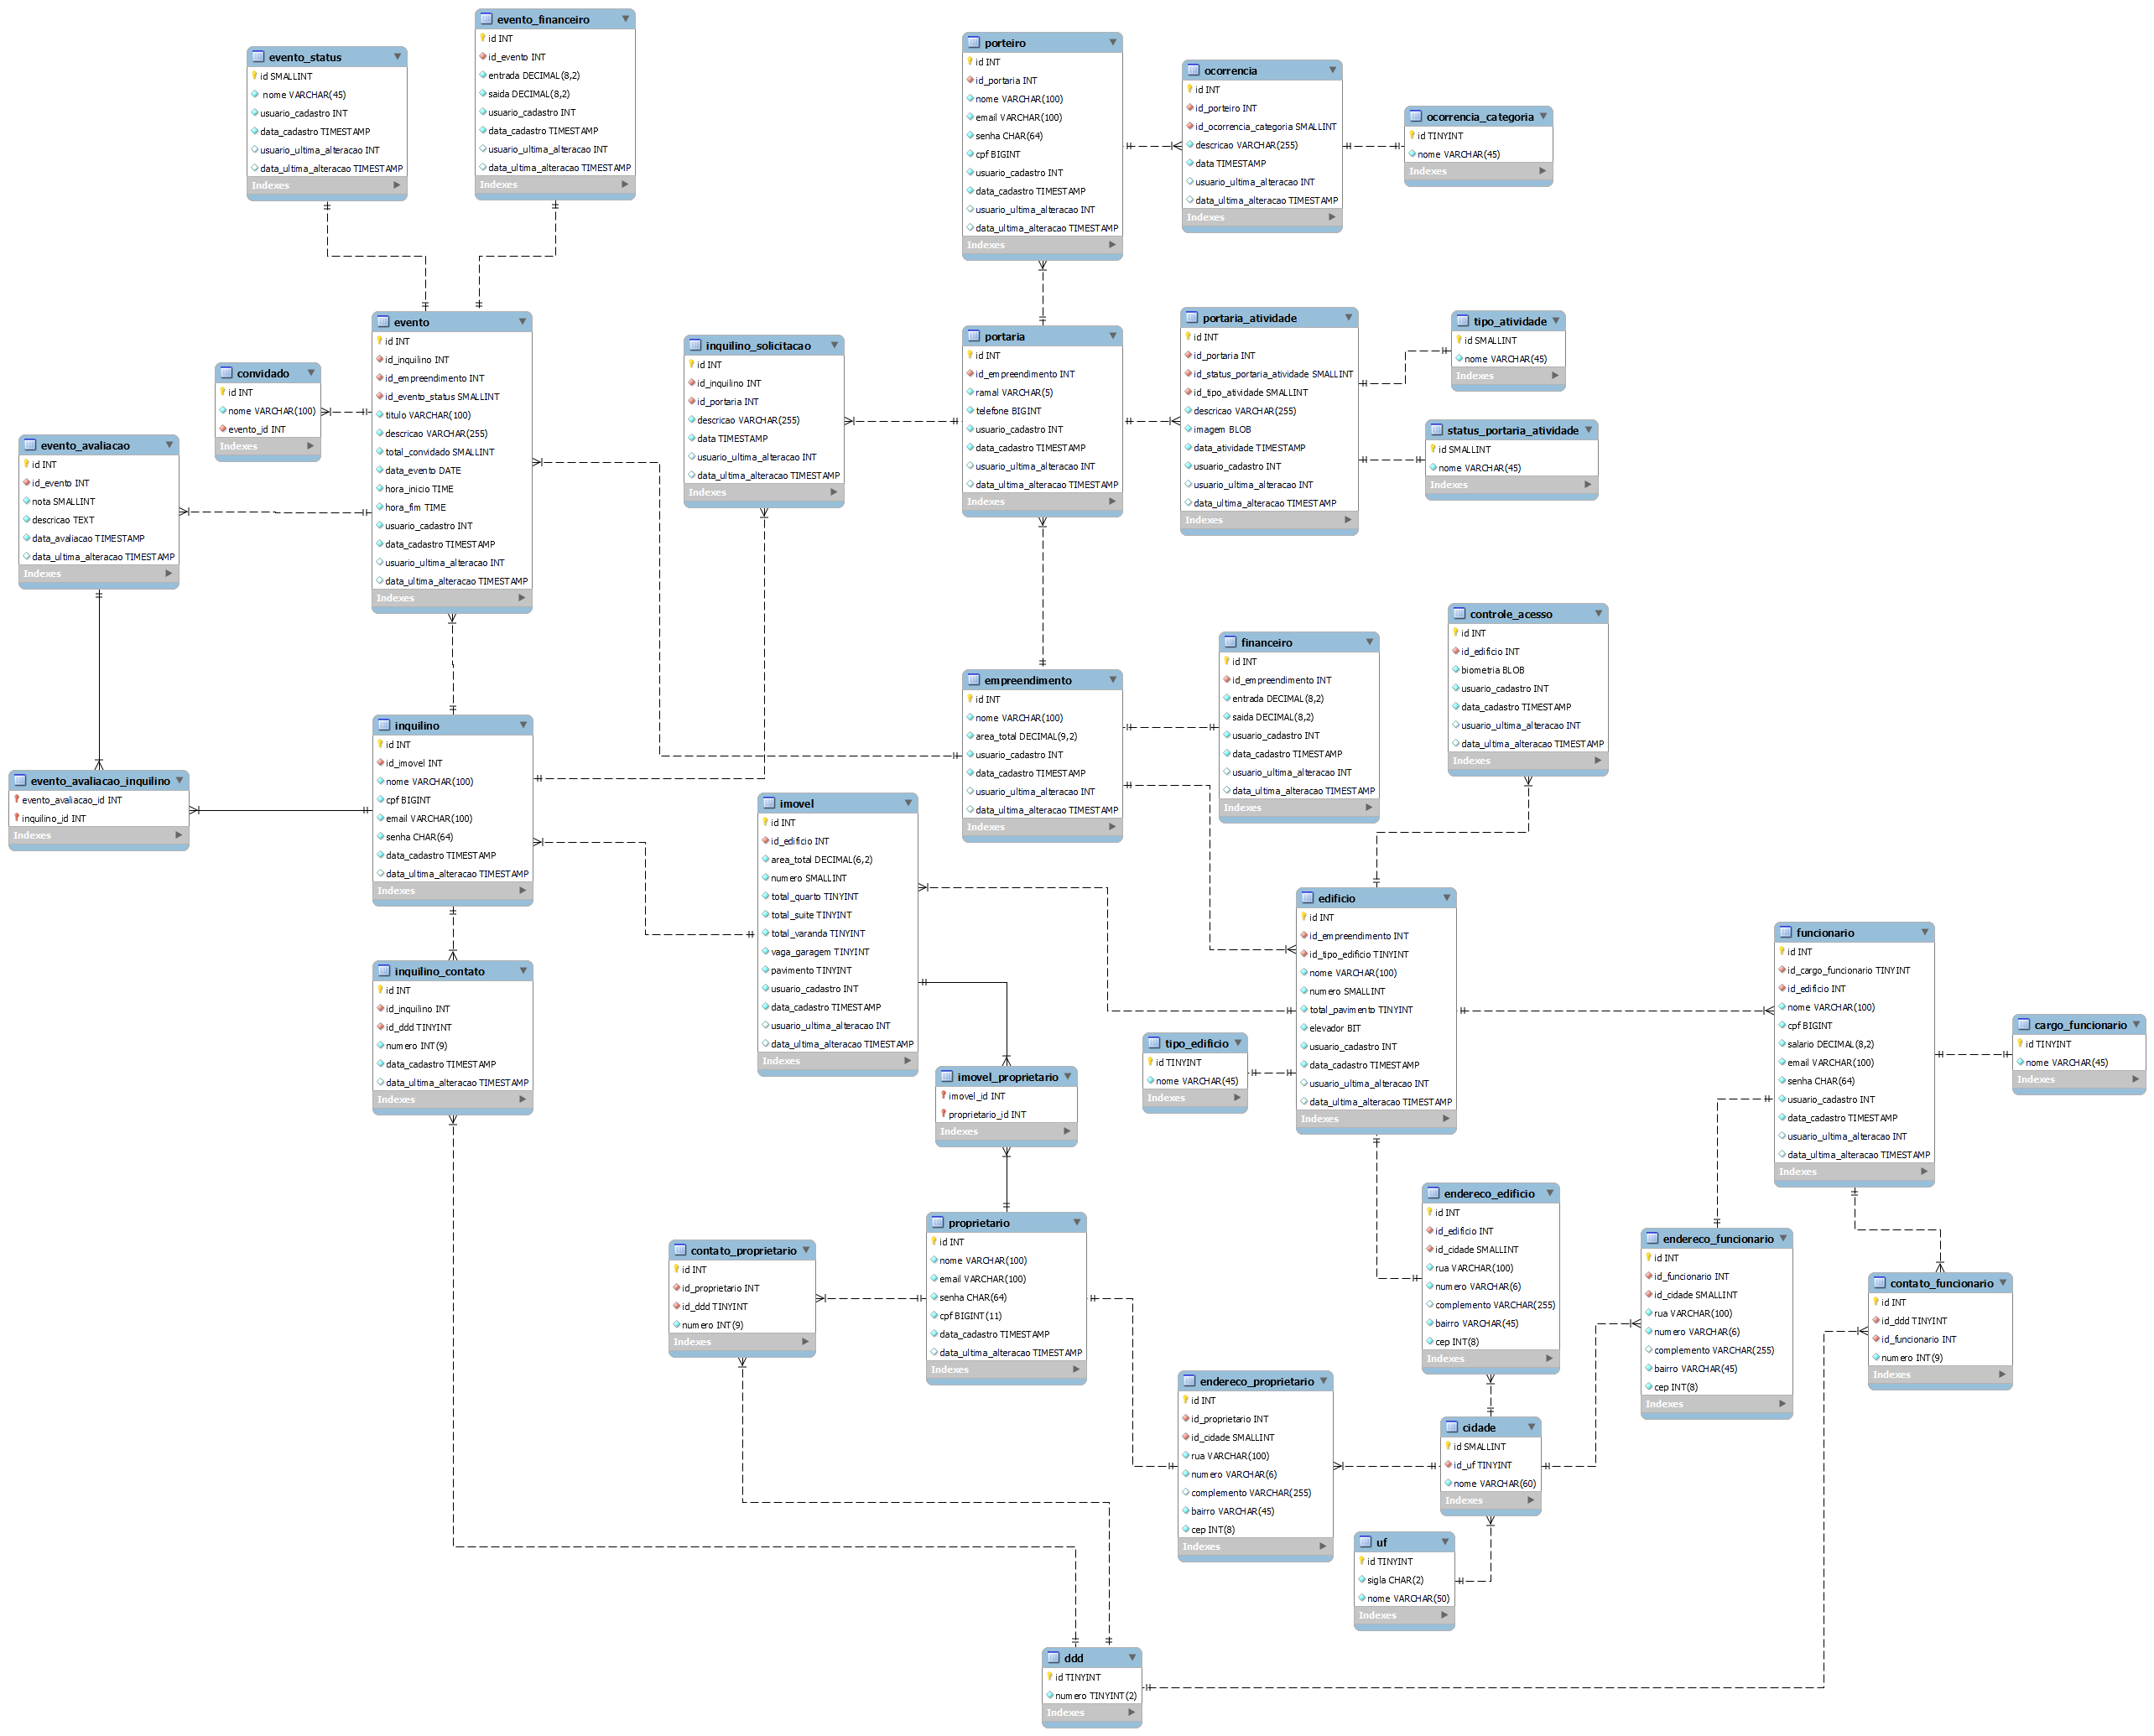 evento_financeiro
id INT
id_evento INT
entrada DECIMAL(8,2)
saida DECIMAL(8,2)
usuario_cadastro INT
data_cadastro TIMESTAMP
usuario_ultima_alteracao INT
data_ultima_alteracao TIMESTAMP
Indexes
evento_status
id SMALLINT
nome VARCHAR(45)
usuario_cadastro INT
data_cadastro TIMESTAMP
usuario_ultima_alteracao INT
data_ultima_alteracao TIMESTAMP
Indexes
porteiro
id INT
id_portaria INT
nome VARCHAR(100)
email VARCHAR(100)
senha CHAR(64)
cpf BIGINT
usuario_cadastro INT
data_cadastro TIMESTAMP
usuario_ultima_alteracao INT
data_ultima_alteracao TIMESTAMP
Indexes
ocorrencia
id INT
id_porteiro INT
id_ocorrencia_categoria SMALLINT
descricao VARCHAR(255)
data TIMESTAMP
usuario_ultima_alteracao INT
data_ultima_alteracao TIMESTAMP
Indexes
ocorrencia_categoria
id TINYINT
nome VARCHAR(45)
Indexes
evento
id INT
id_inquilino INT
id_empreendimento INT
id_evento_status SMALLINT
titulo VARCHAR(100)
descricao VARCHAR(255)
total_convidado SMALLINT
data_evento DATE
hora_inicio TIME
hora_fim TIME
usuario_cadastro INT
data_cadastro TIMESTAMP
usuario_ultima_alteracao INT
data_ultima_alteração TIMESTAMP
Indexes
convidado
id INT
nome VARCHAR(100)
evento_id INT
Indexes
evento_avaliacao
id INT
id_evento INT
nota SMALLINT
descricao TEXT
data_avaliacao TIMESTAMP
data_ultima_alteracao TIMESTAMP
Indexes
inquilino_solicitacao
id INT
id_inquilino INT
id_portaria INT
descricao VARCHAR(255)
data TIMESTAMP
usuario_ultima_alteracao INT
data_ultima_alteracao TIMESTAMP
Indexes
portaria
id INT
id_empreendimento INT
ramal VARCHAR(5)
telefone BIGINT
usuario_cadastro INT
data_cadastro TIMESTAMP
usuario_ultima_alteracao INT
data_ultima_alteracao TIMESTAMP
Indexes
portaria_atividade
id INT
id_portaria INT
id_status_portaria_atividade SMALLINT
id_tipo_atividade SMALLINT
descricao VARCHAR(255)
imagem BLOB
data_atividade TIMESTAMP
usuario_cadastro INT
usuario_ultima_alteracao INT
data_ultima_alteracao TIMESTAMP
Indexes
tipo_atividade
id SMALLINT
nome VARCHAR(45)
Indexes
status_portaria_atividade
id SMALLINT
nome VARCHAR(45)
Indexes
controle_acesso
id INT
id_edificio INT
biometria BLOB
usuario_cadastro INT
data_cadastro TIMESTAMP
usuario_ultima_alteracao INT
data_ultima_alteracao TIMESTAMP
Indexes
financeiro
id INT
id_empreendimento INT
entrada DECIMAL(8,2)
saida DECIMAL(8,2)
usuario_cadastro INT
data_cadastro TIMESTAMP
usuario_ultima_alteracao INT
data_ultima_alteracao TIMESTAMP
Indexes
empreendimento
id INT
nome VARCHAR(100)
area_total DECIMAL(9,2)
usuario_cadastro INT
data_cadastro TIMESTAMP
usuario_ultima_alteracao INT
data_ultima_alteracao TIMESTAMP
Indexes
inquilino
id INT
id_imovel INT
nome VARCHAR(100)
cpf BIGINT
email VARCHAR(100)
senha CHAR(64)
data_cadastro TIMESTAMP
data_ultima_alteracao TIMESTAMP
Indexes
evento_avaliacao_inquilino
evento_avaliacao_id INT
inquilino_id INT
Indexes
imovel
id INT
id_edificio INT
area_total DECIMAL(6,2)
numero SMALLINT
total_quarto TINYINT
total_suite TINYINT
total_varanda TINYINT
vaga_garagem TINYINT
pavimento TINYINT
usuario_cadastro INT
data_cadastro TIMESTAMP
usuario_ultima_alteracao INT
data_ultima_alteracao TIMESTAMP
Indexes
edificio
id INT
id_empreendimento INT
id_tipo_edificio TINYINT
nome VARCHAR(100)
numero SMALLINT
total_pavimento TINYINT
elevador BIT
usuario_cadastro INT
data_cadastro TIMESTAMP
usuario_ultima_alteracao INT
data_ultima_alteracao TIMESTAMP
Indexes
funcionario
id INT
id_cargo_funcionario TINYINT
id_edificio INT
nome VARCHAR(100)
cpf BIGINT
salario DECIMAL(8,2)
email VARCHAR(100)
senha CHAR(64)
usuario_cadastro INT
data_cadastro TIMESTAMP
usuario_ultima_alteracao INT
data_ultima_alteracao TIMESTAMP
Indexes
cargo_funcionario
id TINYINT
nome VARCHAR(45)
Indexes
inquilino_contato
id INT
id_inquilino INT
id_ddd TINYINT
numero INT(9)
data_cadastro TIMESTAMP
data_ultima_alteracao TIMESTAMP
Indexes
tipo_edificio
id TINYINT
nome VARCHAR(45)
Indexes
imovel_proprietario
imovel_id INT
proprietario_id INT
Indexes
endereco_edificio
id INT
id_edificio INT
id_cidade SMALLINT
rua VARCHAR(100)
numero VARCHAR(6)
complemento VARCHAR(255)
bairro VARCHAR(45)
cep INT(8)
Indexes
proprietario
id INT
nome VARCHAR(100)
email VARCHAR(100)
senha CHAR(64)
cpf BIGINT(11)
data_cadastro TIMESTAMP
data_ultima_alteracao TIMESTAMP
Indexes
contato_proprietario
id INT
id_proprietario INT
id_ddd TINYINT
numero INT(9)
Indexes
endereco_funcionario
id INT
id_funcionario INT
id_cidade SMALLINT
rua VARCHAR(100)
numero VARCHAR(6)
complemento VARCHAR(255)
bairro VARCHAR(45)
cep INT(8)
Indexes
contato_funcionario
id INT
id_ddd TINYINT
id_funcionario INT
numero INT(9)
Indexes
endereco_proprietario
id INT
id_proprietario INT
id_cidade SMALLINT
rua VARCHAR(100)
numero VARCHAR(6)
complemento VARCHAR(255)
bairro VARCHAR(45)
cep INT(8)
Indexes
cidade
id SMALLINT
id_uf TINYINT
nome VARCHAR(60)
Indexes
uf
id TINYINT
sigla CHAR(2)
nome VARCHAR(50)
Indexes
ddd
id TINYINT
numero TINYINT(2)
Indexes